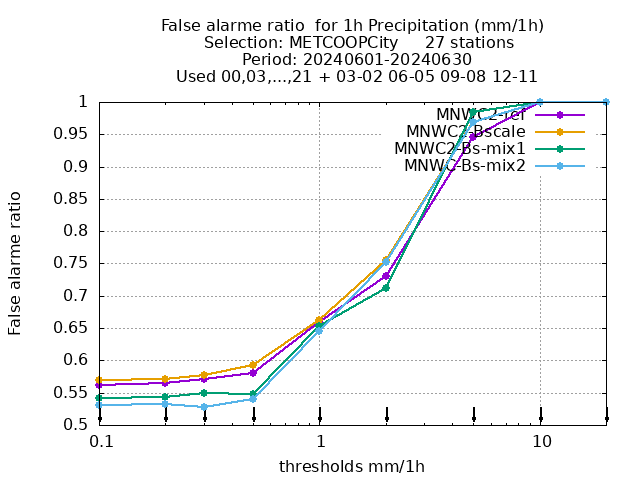 False alarme ratio  for 1h Precipitation (mm/1h)
Selection: METCOOPCity     27 stations
Period: 20240601-20240630
Used 00,03,...,21 + 03-02 06-05 09-08 12-11
1
0.95
0.9
0.85
0.8
0.75
0.7
0.65
0.6
0.55
0.5
False alarme ratio
MNWC2-ref
MNWC2-Bscale
MNWC2-Bs-mix1
MNWC-Bs-mix2
0.1 1 10
thresholds mm/1h